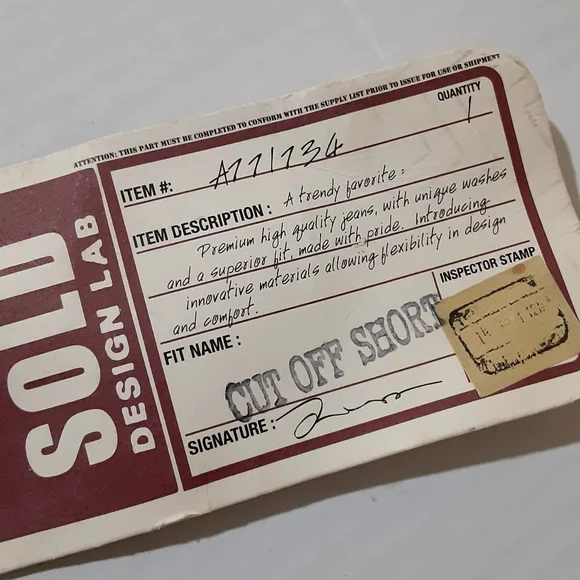 ATTENTION: THIS PART MUST BE COMPLETED TO CONFORM WITH THE SUPPLY LIST PRIOR TO ISSUE FOR USE OR SHIPMENT
SOLD
DESIGN LAB
QUANTITY
1
ITEM #: A771734
ITEM DESCRIPTION: A trendy favorite:
Premium high quality jeans, with unique washes
and a superior fit, made with pride. Introducing
innovative materials allowing flexibility in design
and comfort.
INSPECTOR STAMP
FIT NAME:
CUT OFF SHORT
SIGNATURE: